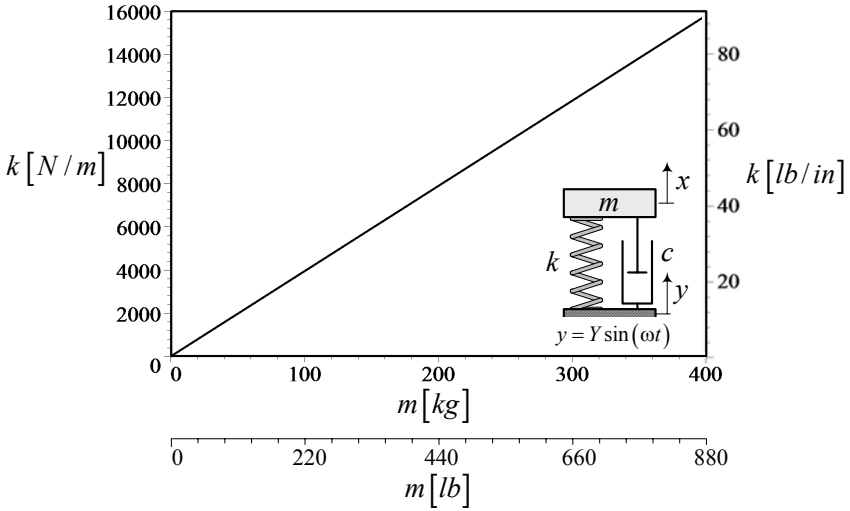 16000
14000
12000
10000
8000
6000
4000
2000
0
k [N / m]
80
60
40
20
k [lb / in]
x
m
k
c
y
y = Y sin (ωt)
0 100 200 300 400
m [kg]
0 220 440 660 880
m [lb]